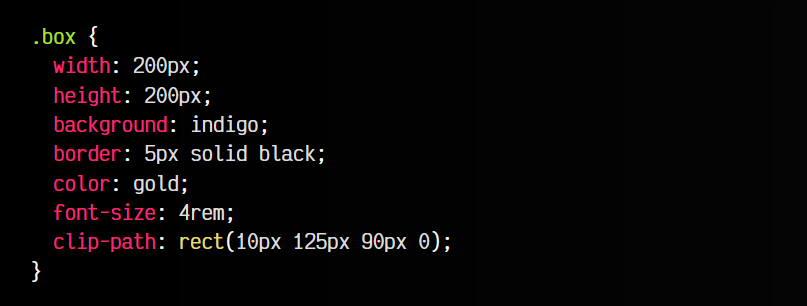 .box {
  width: 200px;
  height: 200px;
  background: indigo;
  border: 5px solid black;
  color: gold;
  font-size: 4rem;
  clip-path: rect(10px 125px 90px 0);
}